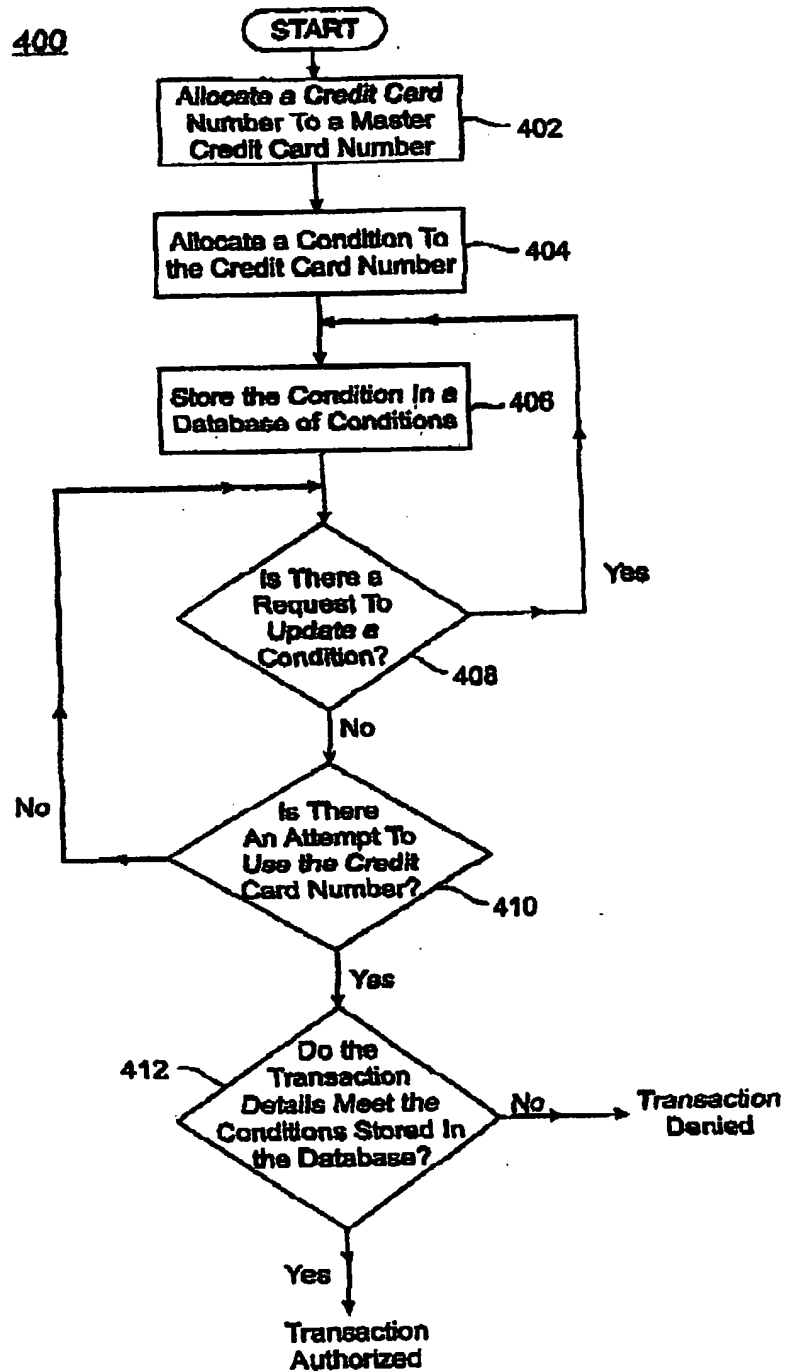 400
START
Allocate a Credit Card
Number To a Master
Credit Card Number
402
Allocate a Condition To
the Credit Card Number
404
Store the Condition In a
Database of Conditions
406
Is There a
Request To
Update a
Condition?
408
Yes
No
Is There
An Attempt To
Use the Credit
Card Number?
410
No
Yes
412
Do the
Transaction
Details Meet the
Conditions Stored In
the Database?
No
Transaction
Denied
Yes
Transaction
Authorized